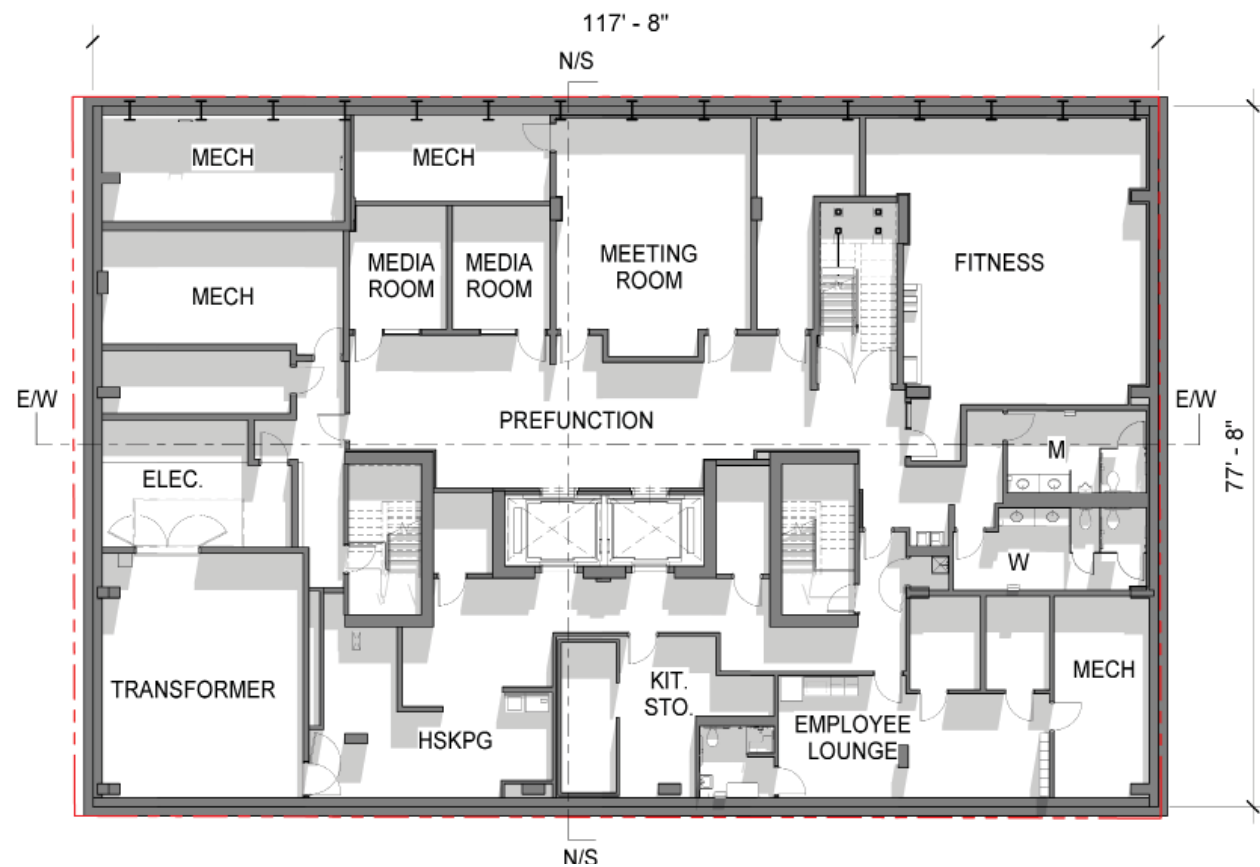 117' - 8"
N/S
MECH
MECH
MECH
MEDIA
ROOM
MEDIA
ROOM
MEETING
ROOM
FITNESS
E/W
PREFUNCTION
E/W
77' - 8"
M
ELEC.
W
TRANSFORMER
HSKPG
KIT.
STO.
EMPLOYEE
LOUNGE
MECH
N/S